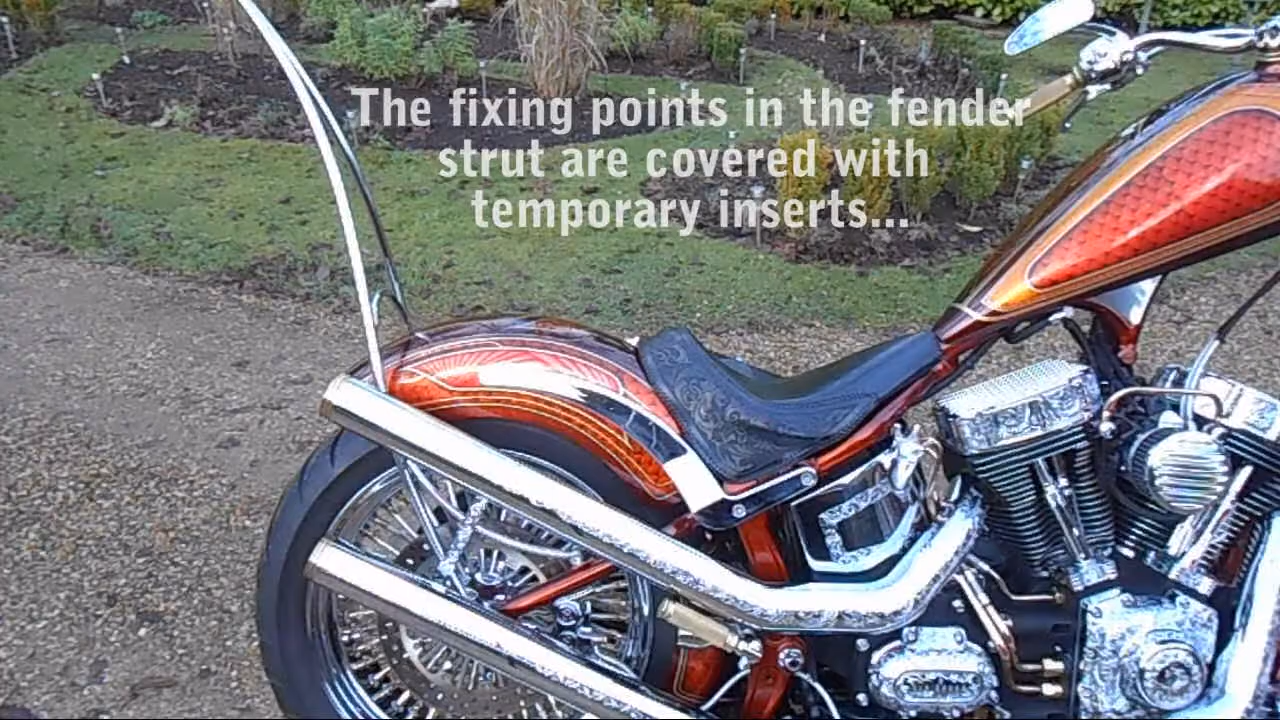 The fixing points in the fender
strut are covered with
temporary inserts...